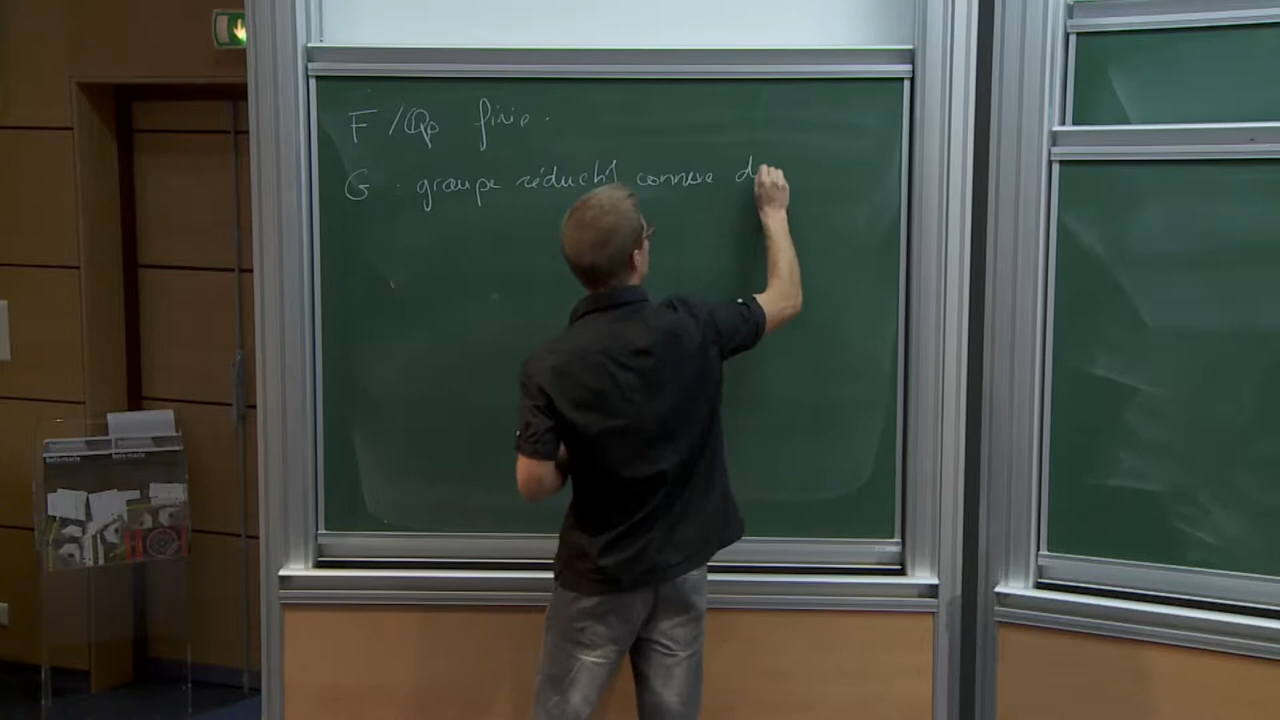 F / Qp finie.
G : groupe réductif connexe d